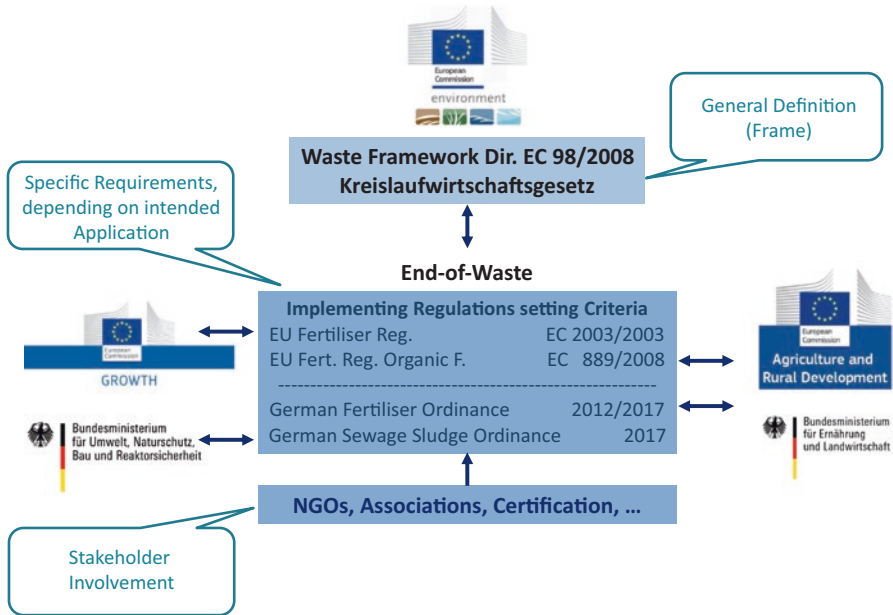 European
Commission
environment
General Definition
(Frame)
Waste Framework Dir. EC 98/2008
Kreislaufwirtschaftsgesetz
Specific Requirements,
depending on intended
Application
End-of-Waste
Implementing Regulations setting Criteria
EU Fertiliser Reg. EC 2003/2003
EU Fert. Reg. Organic F. EC 889/2008
German Fertiliser Ordinance 2012/2017
German Sewage Sludge Ordinance 2017
European
Commission
GROWTH
Bundesministerium
für Umwelt, Naturschutz,
Bau und Reaktorsicherheit
European
Commission
Agriculture and
Rural Development
Bundesministerium
für Ernährung
und Landwirtschaft
NGOs, Associations, Certification, ...
Stakeholder
Involvement